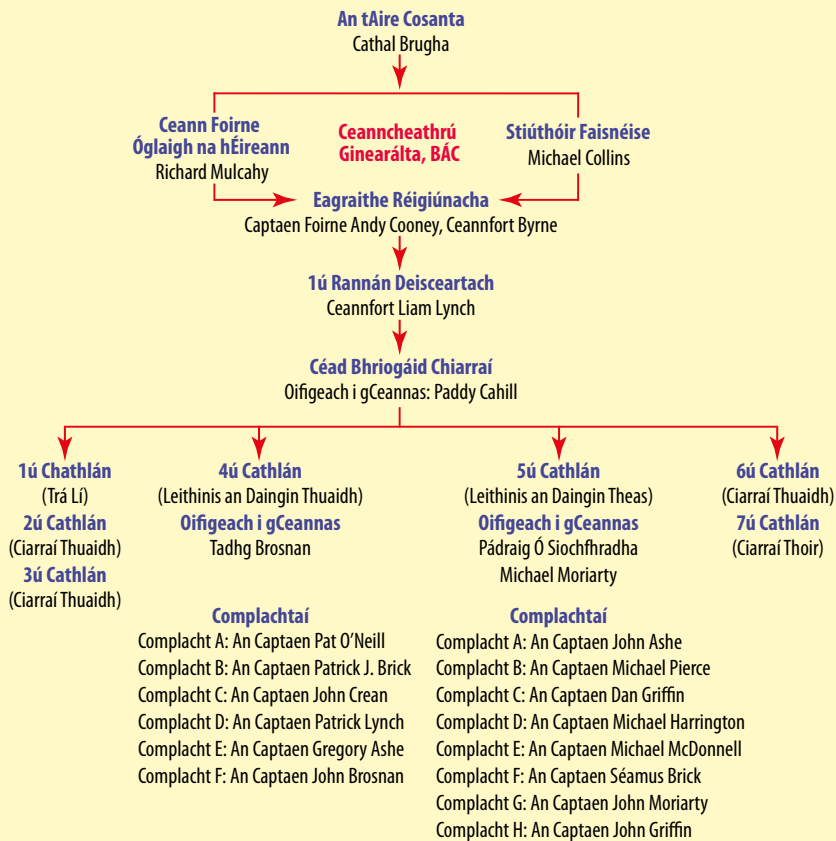 An tAire Cosanta
Cathal Brugha
Ceann Foirne
Óglaigh na hÉireann
Richard Mulcahy
Ceanncheathrú
Ginearálta, BÁC
Stiúthóir Faisnéise
Michael Collins
Eagraithe Réigiúnacha
Captaen Foirne Andy Cooney, Ceannfort Byrne
1ú Rannán Deisceartach
Ceannfort Liam Lynch
Céad Bhriogáid Chiarraí
Oifigeach i gCeannas: Paddy Cahill
1ú Chathlán
(Trá Lí)
2ú Cathlán
(Ciarraí Thuaidh)
3ú Cathlán
(Ciarraí Thuaidh)
4ú Cathlán
(Leithinis an Daingin Thuaidh)
Oifigeach i gCeannas
Tadhg Brosnan
Complachtaí
Complacht A: An Captaen Pat O’Neill
Complacht B: An Captaen Patrick J. Brick
Complacht C: An Captaen John Crean
Complacht D: An Captaen Patrick Lynch
Complacht E: An Captaen Gregory Ashe
Complacht F: An Captaen John Brosnan
5ú Cathlán
(Leithinis an Daingin Theas)
Oifigeach i gCeannas
Pádraig Ó Siochfhradha
Michael Moriarty
Complachtaí
Complacht A: An Captaen John Ashe
Complacht B: An Captaen Michael Pierce
Complacht C: An Captaen Dan Griffin
Complacht D: An Captaen Michael Harrington
Complacht E: An Captaen Michael McDonnell
Complacht F: An Captaen Séamus Brick
Complacht G: An Captaen John Moriarty
Complacht H: An Captaen John Griffin
6ú Cathlán
(Ciarraí Thuaidh)
7ú Cathlán
(Ciarraí Thoir)